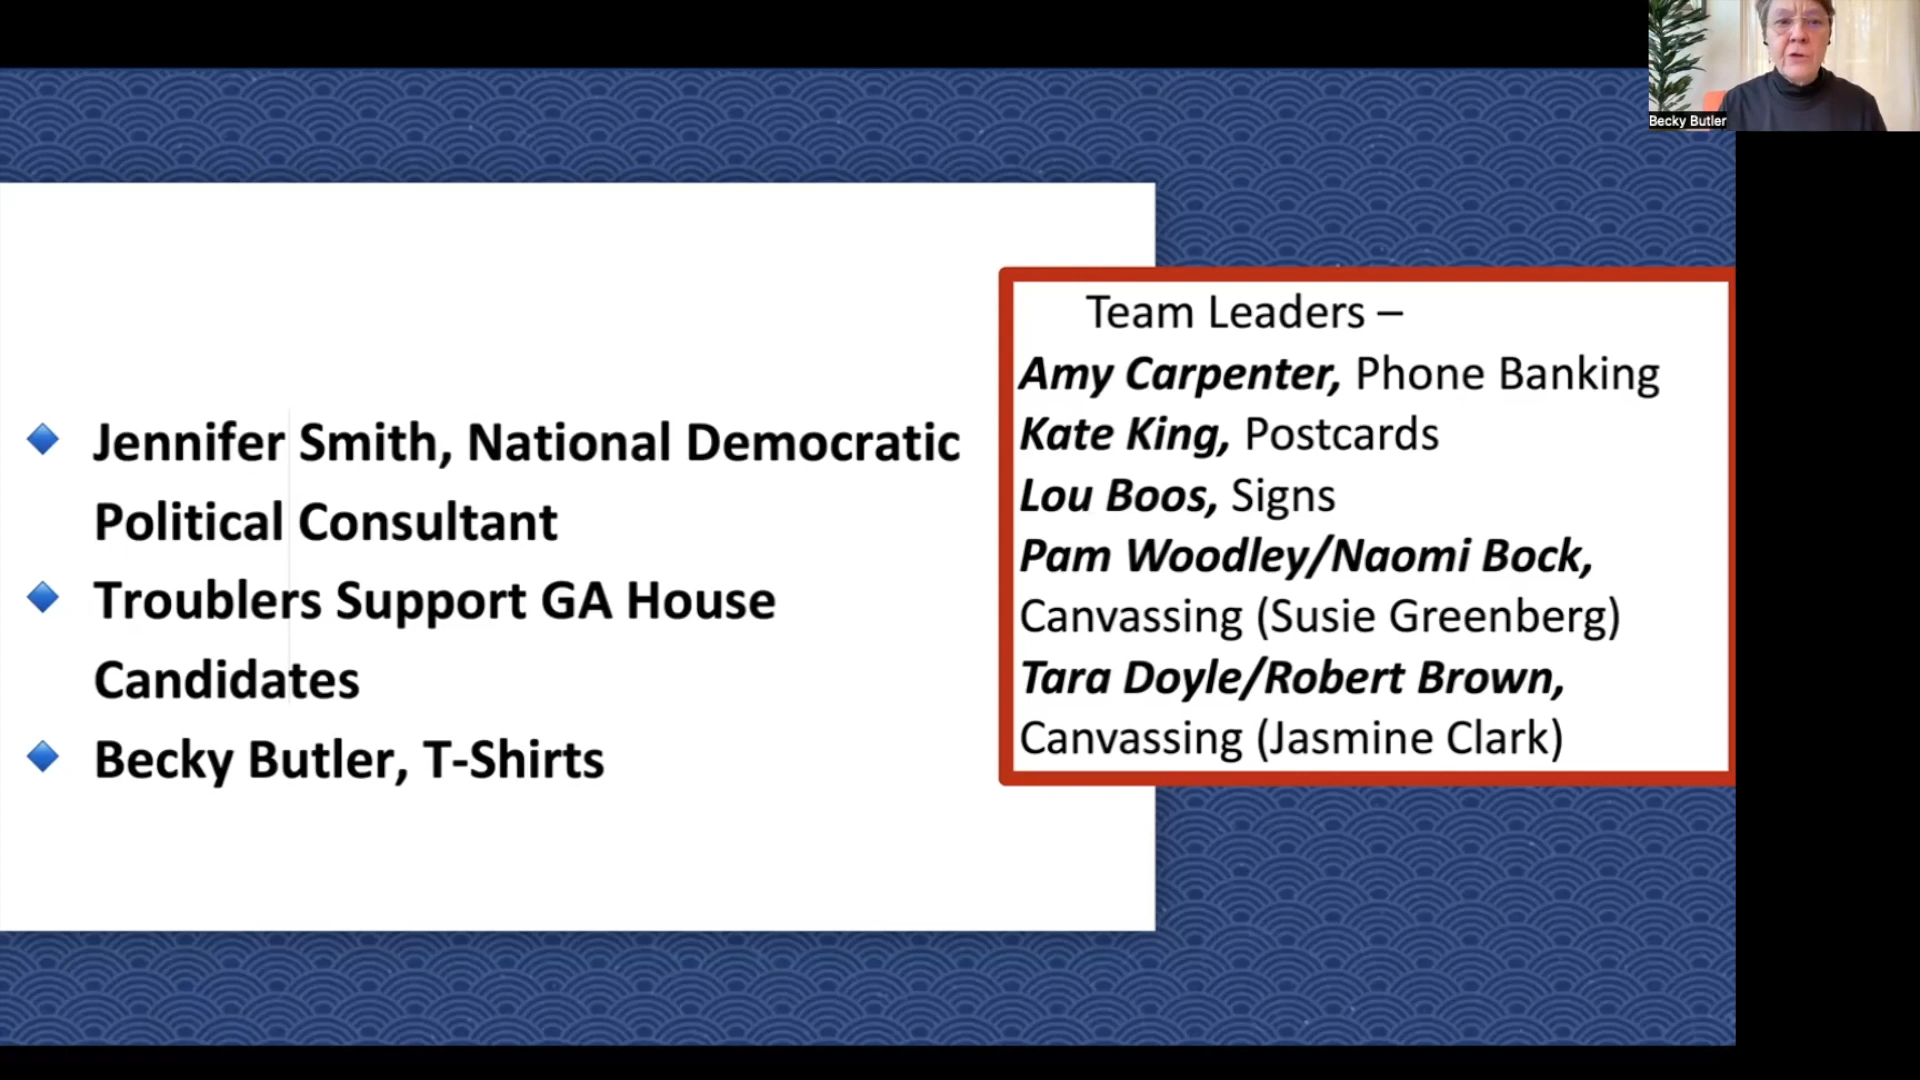 Becky Butler
Jennifer Smith, National Democratic
Political Consultant
Troublers Support GA House
Candidates
Becky Butler, T-Shirts
Team Leaders –
Amy Carpenter, Phone Banking
Kate King, Postcards
Lou Boos, Signs
Pam Woodley/Naomi Bock,
Canvassing (Susie Greenberg)
Tara Doyle/Robert Brown,
Canvassing (Jasmine Clark)